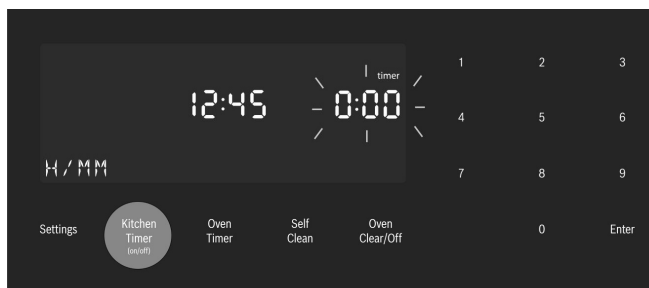 timer
12:45 0:00
H/MM
1 2 3
4 5 6
7 8 9
0 Enter
Settings
Kitchen
Timer
(on/off)
Oven
Timer
Self
Clean
Oven
Clear/Off